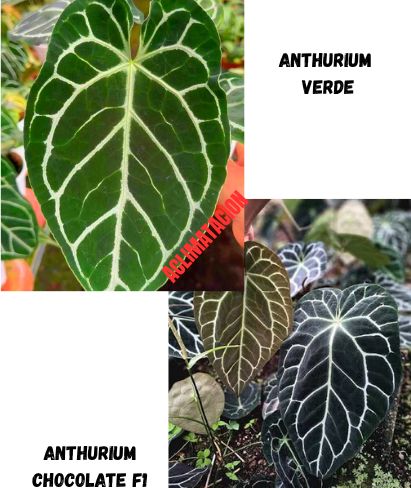 ANTHURIUM
VERDE
ACLIMATACION
ANTHURIUM
CHOCOLATE F1